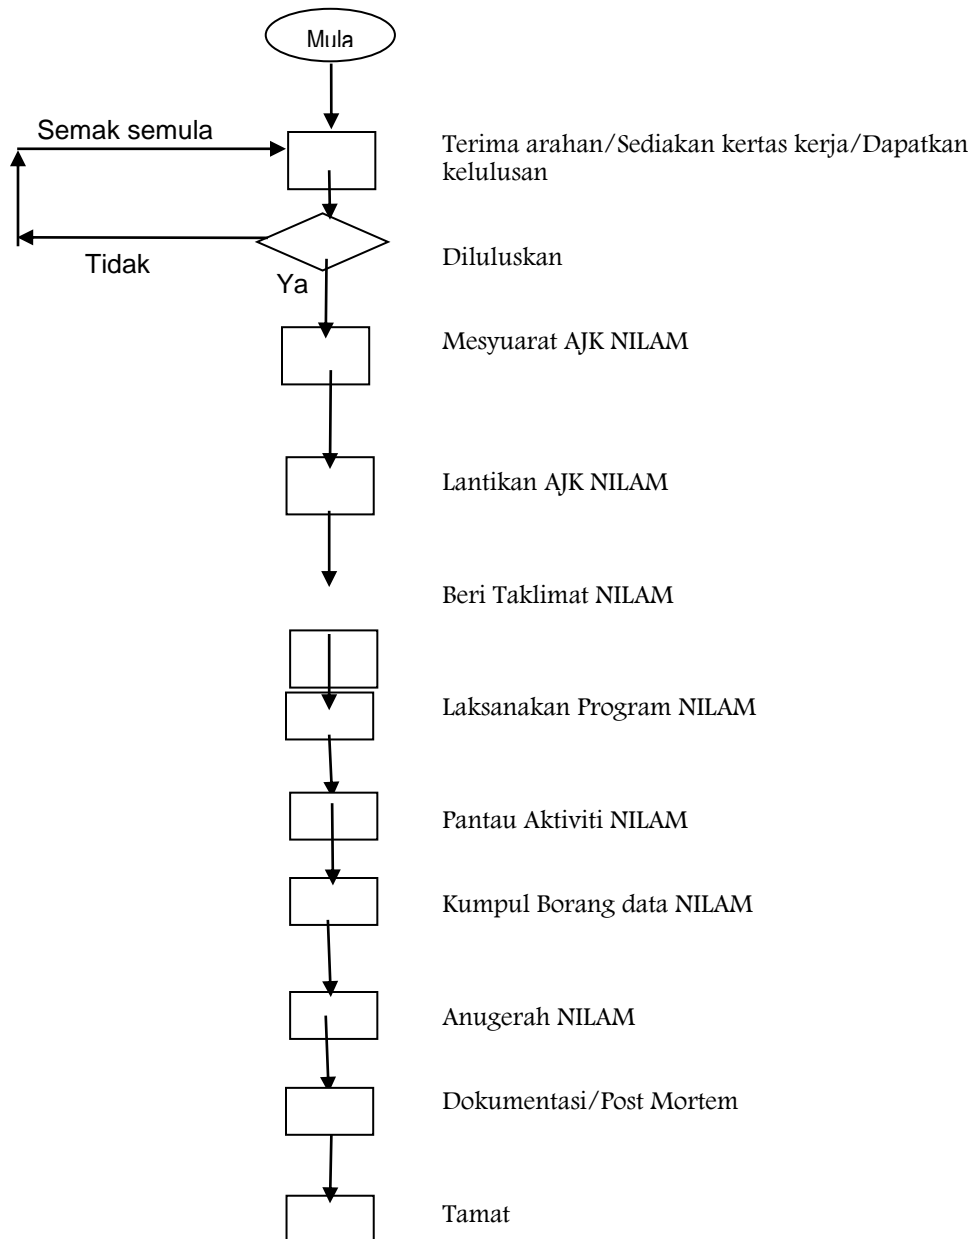 Mula
Semak semula
Terima arahan/Sediakan kertas kerja/Dapatkan
kelulusan
Tidak
Diluluskan
Ya
Mesyuarat AJK NILAM
Lantikan AJK NILAM
Beri Taklimat NILAM
Laksanakan Program NILAM
Pantau Aktiviti NILAM
Kumpul Borang data NILAM
Anugerah NILAM
Dokumentasi/Post Mortem
Tamat